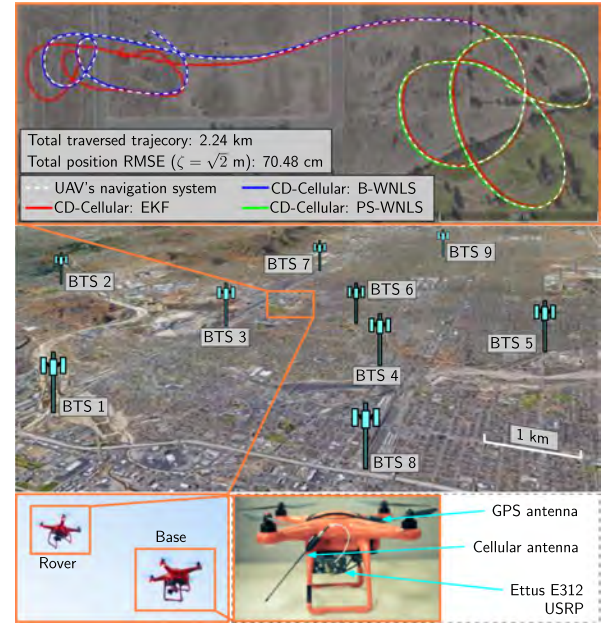 Total traversed trajecory: 2.24 km
Total position RMSE (ζ = √2 m): 70.48 cm
UAV's navigation system
CD-Cellular: B-WNLS
CD-Cellular: EKF
CD-Cellular: PS-WNLS
BTS 7
BTS 9
BTS 2
BTS 6
BTS 3
BTS 5
BTS 4
BTS 1
1 km
BTS 8
Rover
Base
GPS antenna
Cellular antenna
Ettus E312
USRP